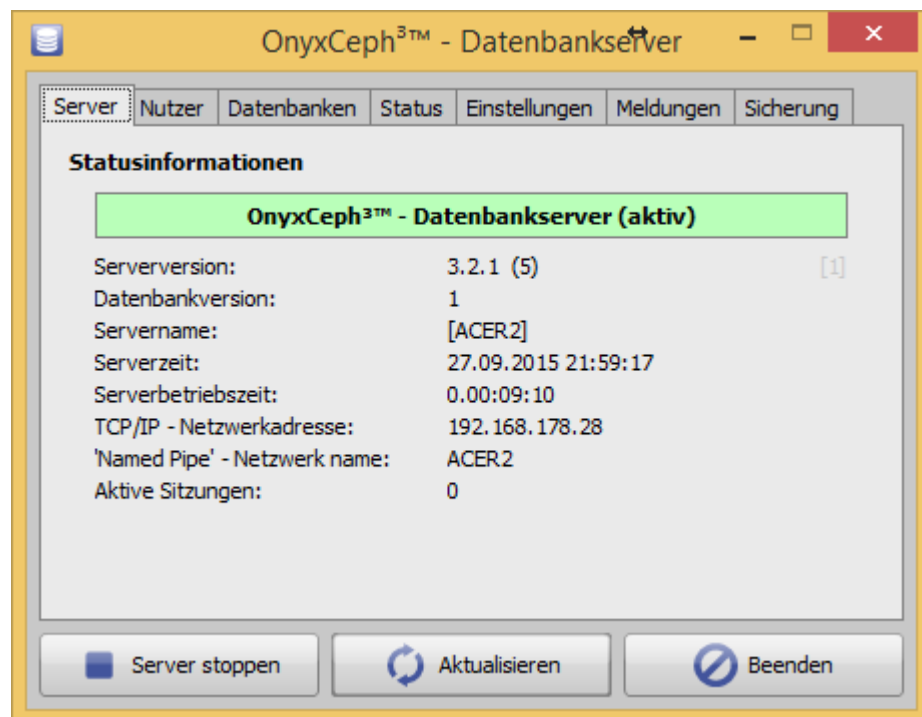 OnyxCeph³™ - Datenbankserver
Server Nutzer Datenbanken Status Einstellungen Meldungen Sicherung
Statusinformationen
OnyxCeph³™ - Datenbankserver (aktiv)
Serverversion: 3.2.1 (5) [1]
Datenbankversion: 1
Servername: [ACER2]
Serverzeit: 27.09.2015 21:59:17
Serverbetriebszeit: 0.00:09:10
TCP/IP - Netzwerkadresse: 192.168.178.28
'Named Pipe' - Netzwerk name: ACER2
Aktive Sitzungen: 0
Server stoppen Aktualisieren Beenden